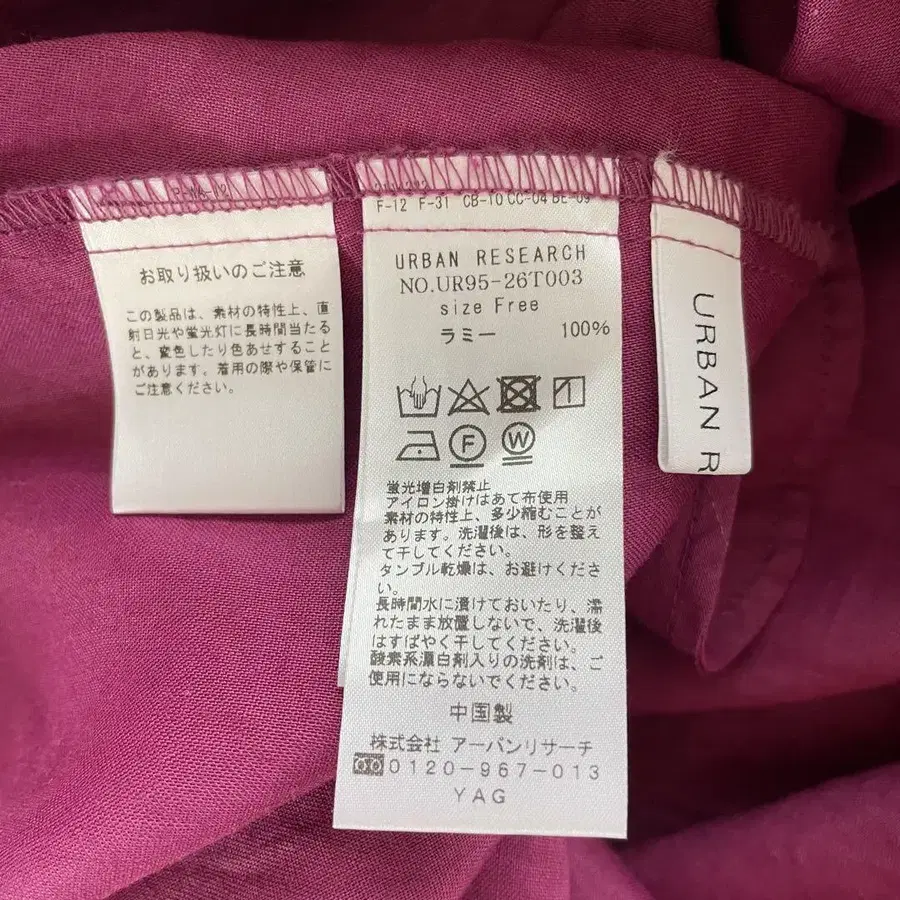 お取り扱いのご注意
この製品は、素材の特性上、直
射日光や蛍光灯に長時間当たる
と、変色したり色あせすること
があります。着用の際や保管に
ご注意ください。
F-12 F-31 CB-10 CC-04 BE-09
URBAN RESEARCH
NO.UR95-26T003
size Free
ラミー 100%
F W
蛍光増白剤禁止
アイロン掛けはあて布使用
素材の特性上、多少縮むことが
あります。洗濯後は、形を整え
て干してください。
タンブル乾燥は、お避けくださ
い。
長時間水に漬けておいたり、濡
れたまま放置しないで、洗濯後
はすばやく干してください。
酸素系漂白剤入りの洗剤は、ご
使用にならないでください。
中国製
株式会社 アーバンリサーチ
0120-967-013
YAG
URBAN R